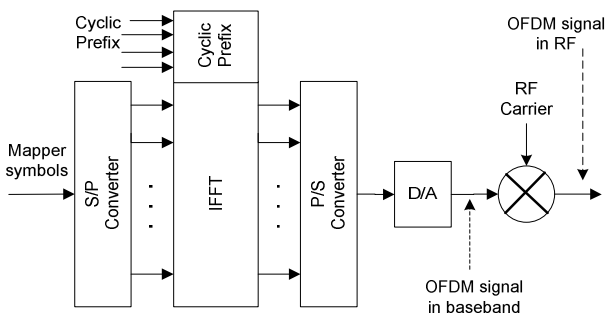 Cyclic
Prefix
Cyclic
Prefix
OFDM signal
in RF
RF
Carrier
Mapper
symbols
S/P
Converter
IFFT
P/S
Converter
D/A
OFDM signal
in baseband